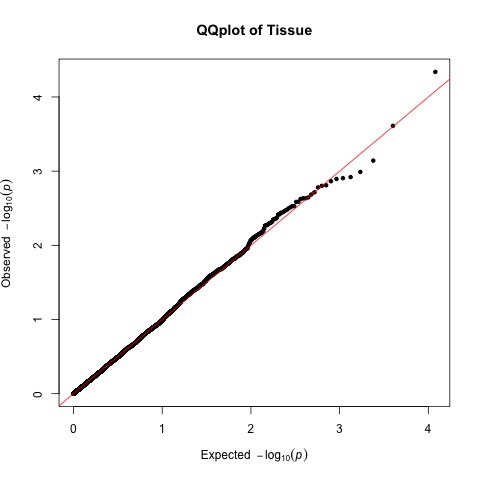 QQplot of Tissue
Observed −log₁₀(p)
4
3
2
1
0
0 1 2 3 4
Expected −log₁₀(p)